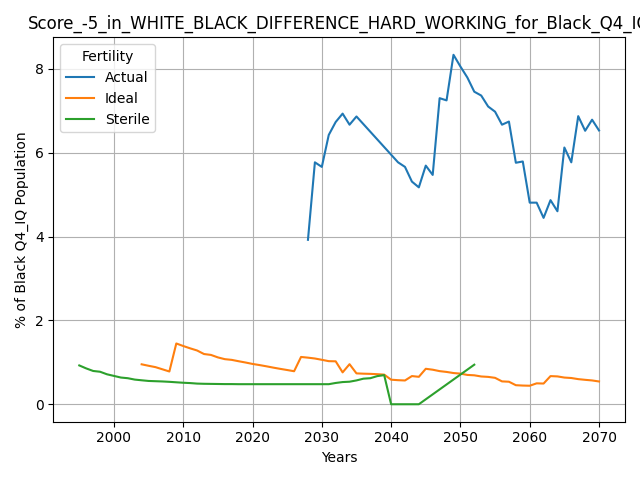 Score_-5_in_WHITE_BLACK_DIFFERENCE_HARD_WORKING_for_Black_Q4_IQ
Fertility
Actual
Ideal
Sterile
% of Black Q4_IQ Population
8
6
4
2
0
2000 2010 2020 2030 2040 2050 2060 2070
Years